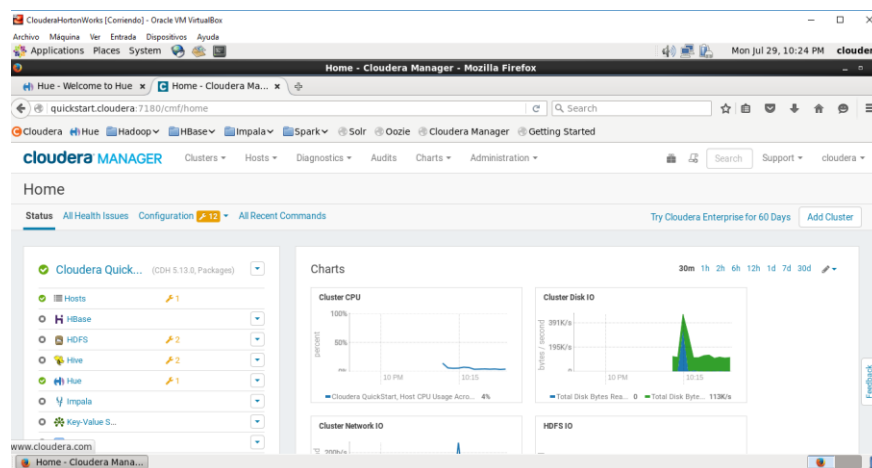 ClouderaHortonWorks [Corriendo] - Oracle VM VirtualBox
Archivo Máquina Ver Entrada Dispositivos Ayuda
Applications Places System Mon Jul 29, 10:24 PM clouder
Home - Cloudera Manager - Mozilla Firefox
Hue - Welcome to Hue Home - Cloudera Ma...
quickstart.cloudera:7180/cmf/home Search
Cloudera Hue Hadoop HBase Impala Spark Solr Oozie Cloudera Manager Getting Started
cloudera MANAGER Clusters Hosts Diagnostics Audits Charts Administration Search Support cloudera
Home
Status All Health Issues Configuration 12 All Recent Commands Try Cloudera Enterprise for 60 Days Add Cluster
Cloudera Quick... (CDH 5.13.0, Packages)
Hosts 1
HBase
HDFS 2
Hive 2
Hue 1
Impala
Key-Value S...
Charts 30m 1h 2h 6h 12h 1d 7d 30d
Cluster CPU
percent
100%
50%
0%
10 PM 10:15
Cloudera QuickStart, Host CPU Usage Acro... 4%
Cluster Disk IO
bytes / second
391K/s
195K/s
0
10 PM 10:15
Total Disk Bytes Rea... 0 Total Disk Byte... 113K/s
Cluster Network IO
HDFS IO
Feedback
www.cloudera.com
Home - Cloudera Mana...